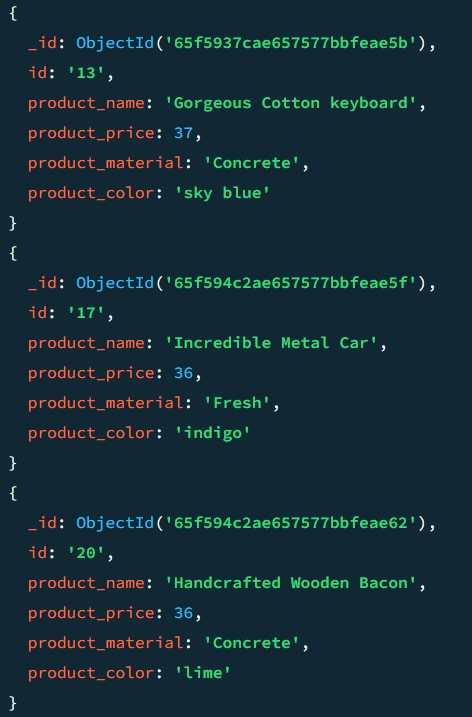 {
_id: ObjectId('65f5937cae657577bbfeae5b'),
id: '13',
product_name: 'Gorgeous Cotton keyboard',
product_price: 37,
product_material: 'Concrete',
product_color: 'sky blue'
}
{
_id: ObjectId('65f594c2ae657577bbfeae5f'),
id: '17',
product_name: 'Incredible Metal Car',
product_price: 36,
product_material: 'Fresh',
product_color: 'indigo'
}
{
_id: ObjectId('65f594c2ae657577bbfeae62'),
id: '20',
product_name: 'Handcrafted Wooden Bacon',
product_price: 36,
product_material: 'Concrete',
product_color: 'lime'
}